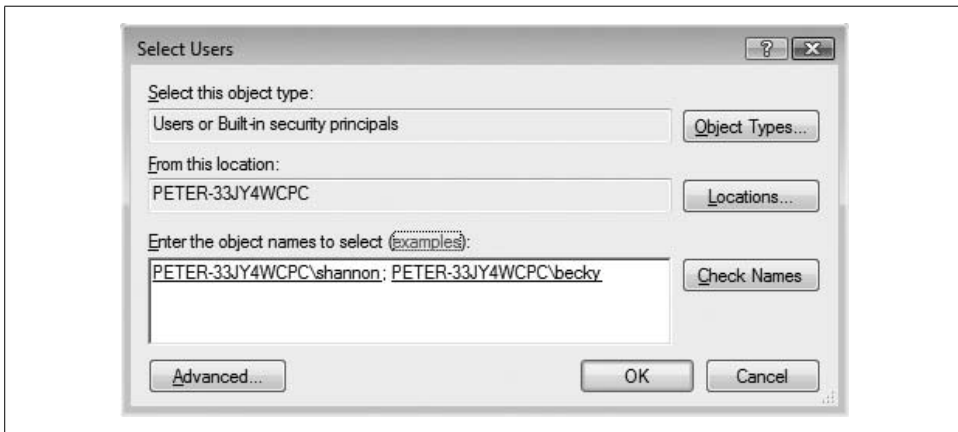 Select Users
Select this object type:
Users or Built-in security principals
Object Types...
From this location:
PETER-33JY4WCPC
Locations...
Enter the object names to select (examples):
PETER-33JY4WCPC\shannon; PETER-33JY4WCPC\becky
Check Names
Advanced...
OK
Cancel